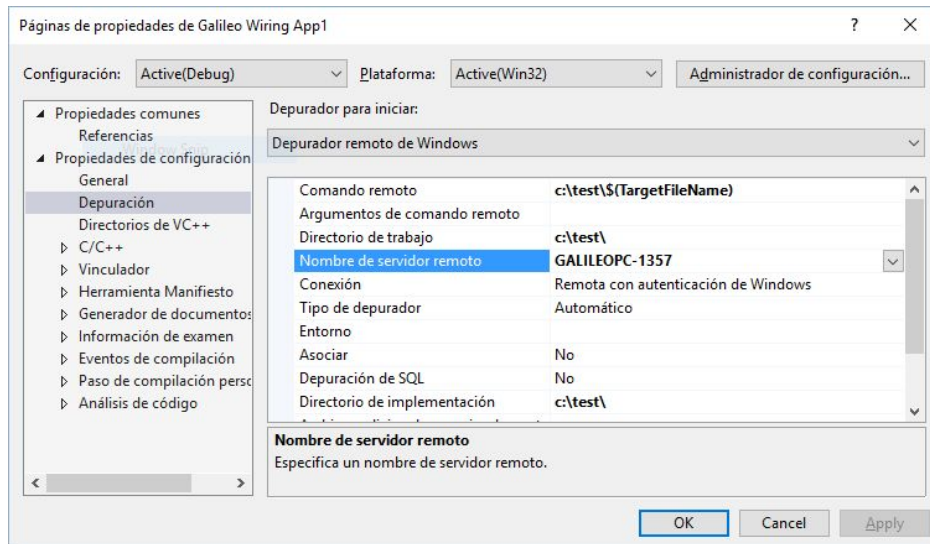 Páginas de propiedades de Galileo Wiring App1 ? ×
Configuración: Active(Debug) Plataforma: Active(Win32) Administrador de configuración...
Propiedades comunes
Referencias
Window Snip
Propiedades de configuración
General
Depuración
Directorios de VC++
C/C++
Vinculador
Herramienta Manifiesto
Generador de documentos
Información de examen
Eventos de compilación
Paso de compilación perso
Análisis de código
Depurador para iniciar:
Depurador remoto de Windows
Comando remoto c:\test\$(TargetFileName)
Argumentos de comando remoto
Directorio de trabajo c:\test\
Nombre de servidor remoto GALILEOPC-1357
Conexión Remota con autenticación de Windows
Tipo de depurador Automático
Entorno
Asociar No
Depuración de SQL No
Directorio de implementación c:\test\
Nombre de servidor remoto
Especifica un nombre de servidor remoto.
OK Cancel Apply